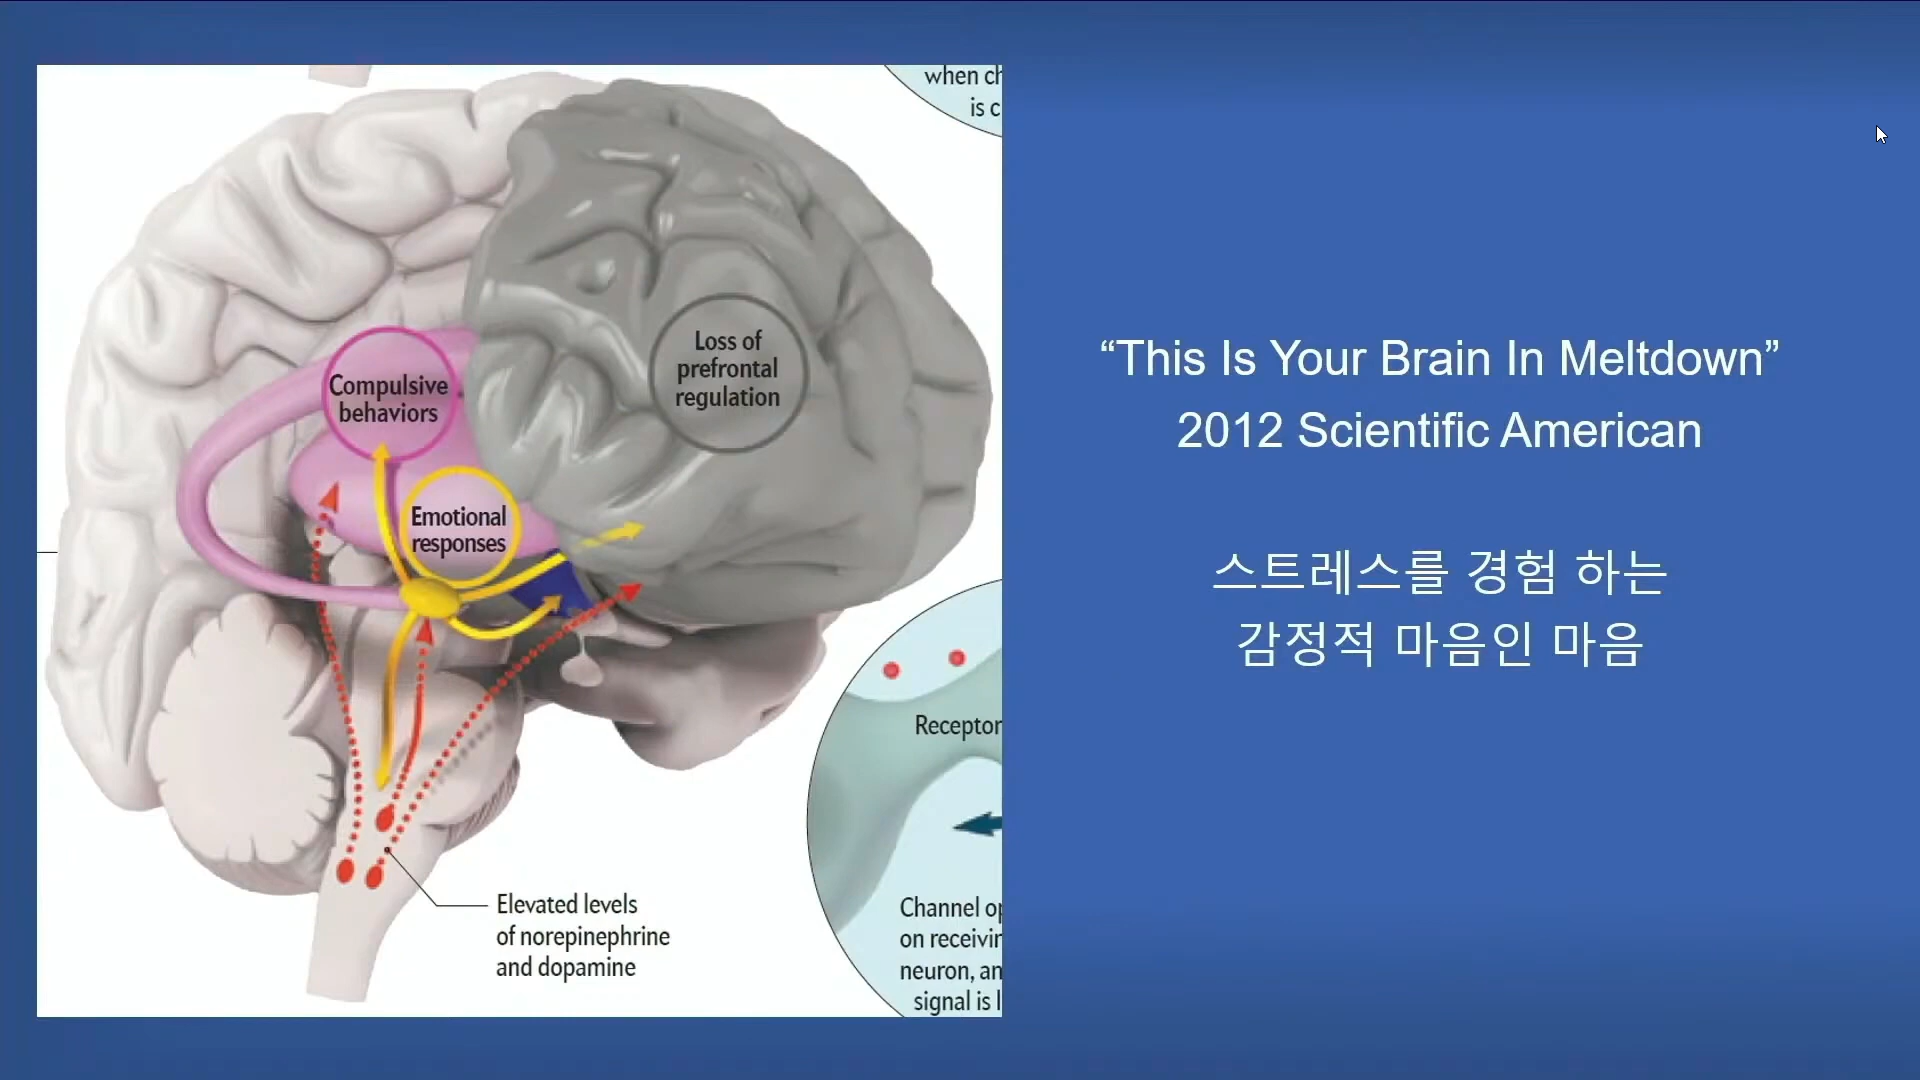 when ch
is c
Loss of
prefrontal
regulation
Compulsive
behaviors
Emotional
responses
Receptor
Elevated levels
of norepinephrine
and dopamine
Channel op
on receivin
neuron, an
signal is l
“This Is Your Brain In Meltdown”
2012 Scientific American
스트레스를 경험 하는
감정적 마음인 마음